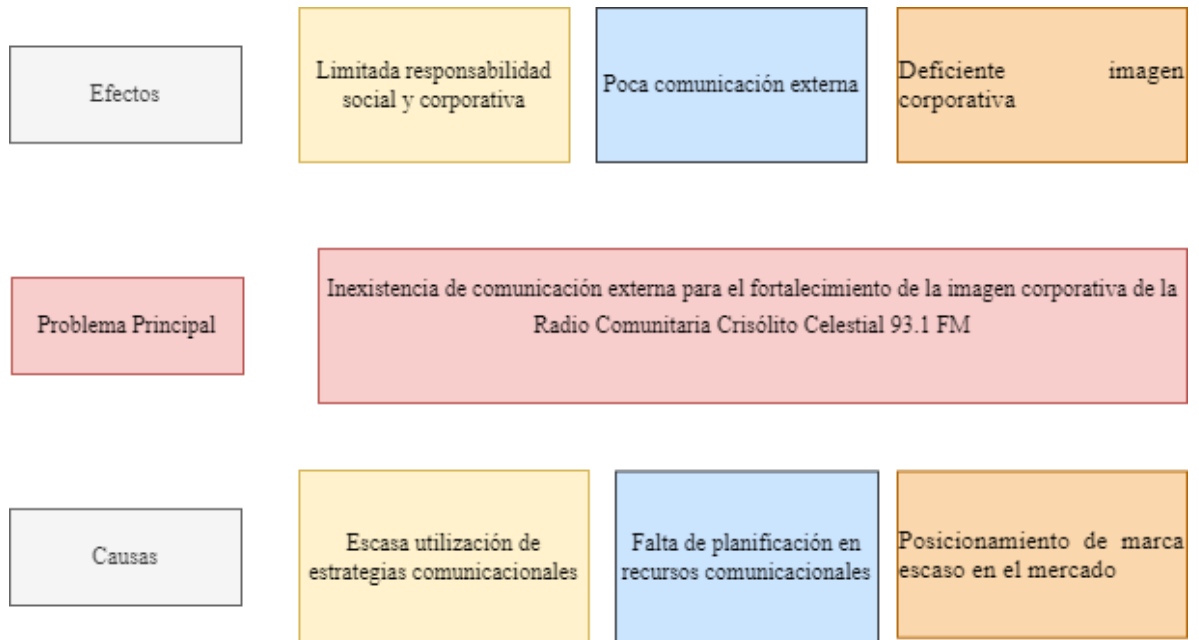 Efectos
Limitada responsabilidad
social y corporativa
Poca comunicación externa
Deficiente imagen
corporativa
Problema Principal
Inexistencia de comunicación externa para el fortalecimiento de la imagen corporativa de la
Radio Comunitaria Crisólito Celestial 93.1 FM
Causas
Escasa utilización de
estrategias comunicacionales
Falta de planificación en
recursos comunicacionales
Posicionamiento de marca
escaso en el mercado